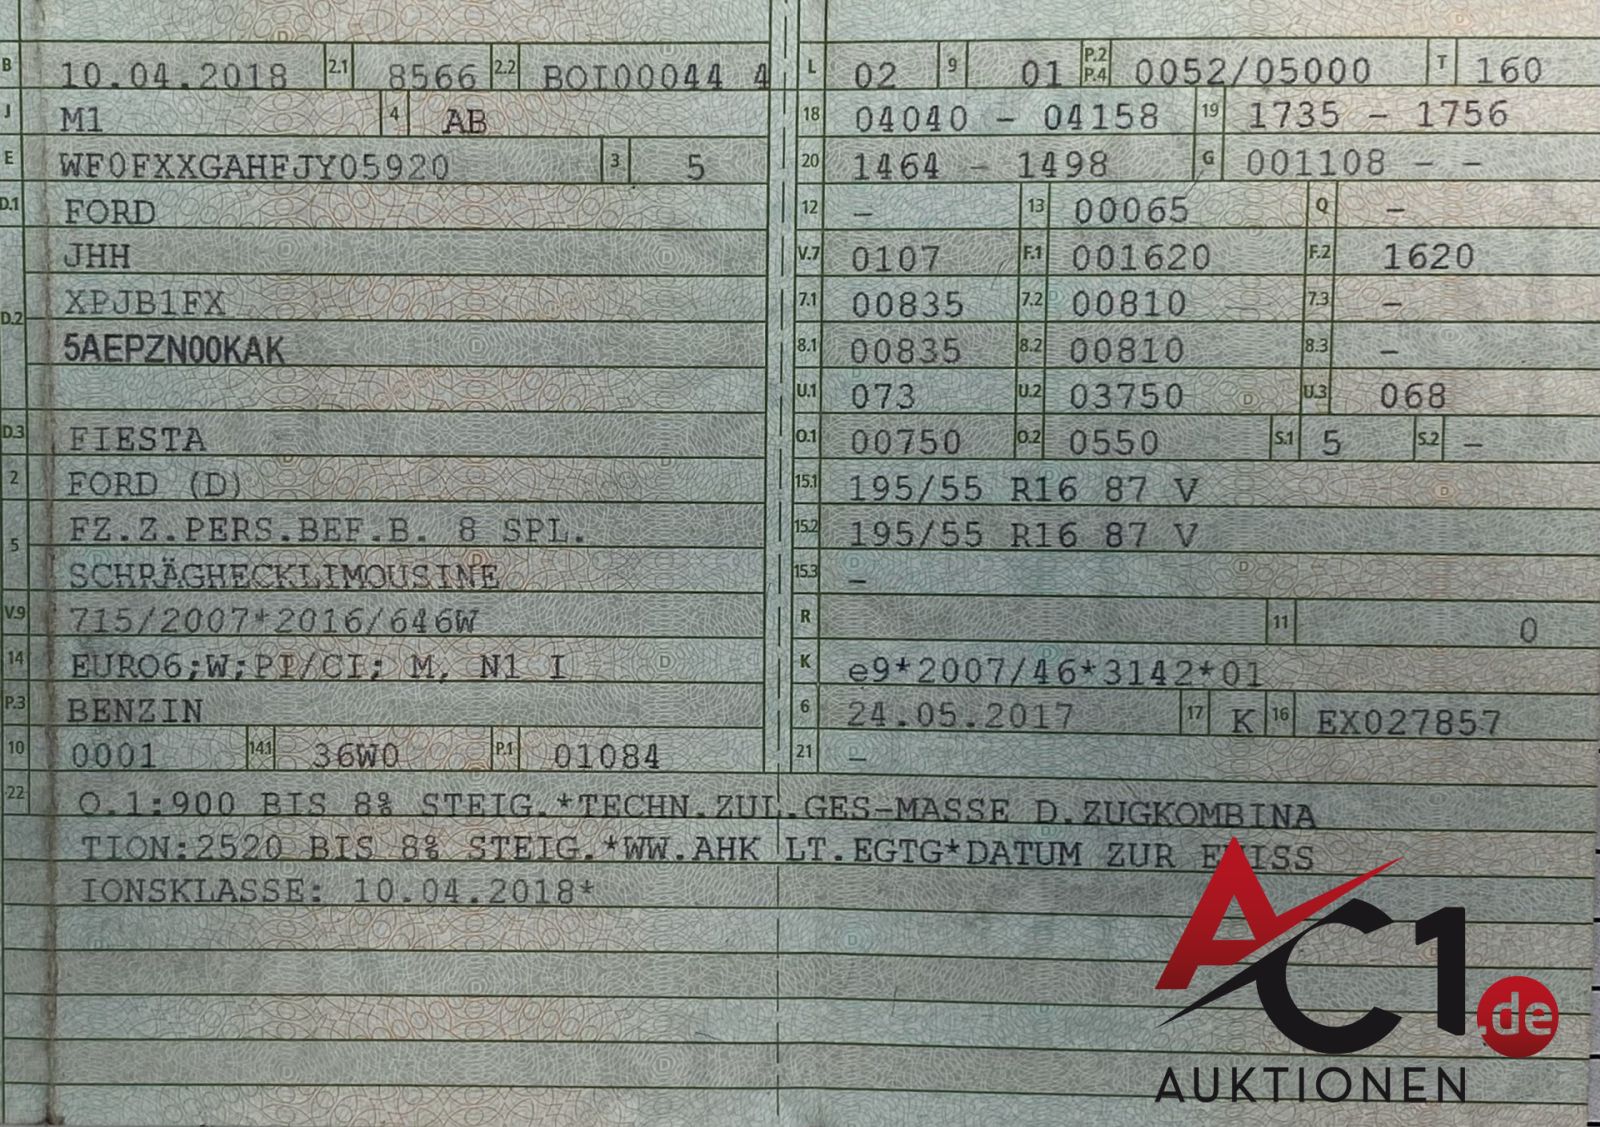 B 10.04.2018 2.1 8566 2.2 BOI00044 4
J M1 4 AB
E WF0FXXGAHFJY05920 3 5
D.1 FORD
JHH
XPJB1FX
D.2
5AEPZN00KAK
D.3 FIESTA
2 FORD (D)
FZ.Z.PERS.BEF.B. 8 SPL.
5
SCHRÄGHECKLIMOUSINE
V.9 715/2007*2016/646W
14 EURO6;W;PI/CI; M, N1 I
P.3 BENZIN
10 0001 14.1 36W0 P.1 01084
L 02 9 01 P.2 P.4 0052/05000 T 160
18 04040 - 04158 19 1735 - 1756
20 1464 - 1498 G 001108 - -
12 - 13 00065 Q -
V.7 0107 F.1 001620 F.2 1620
7.1 00835 7.2 00810 7.3 -
8.1 00835 8.2 00810 8.3 -
U.1 073 U.2 03750 U.3 068
O.1 00750 O.2 0550 S.1 5 S.2 -
15.1 195/55 R16 87 V
15.2 195/55 R16 87 V
15.3 -
R 11 0
K e9*2007/46*3142*01
6 24.05.2017 17 K 16 EX027857
21 -
22 O.1:900 BIS 8% STEIG.*TECHN.ZUL.GES-MASSE D.ZUGKOMBINA
TION:2520 BIS 8% STEIG.*WW.AHK LT.EGTG*DATUM ZUR EMISS
IONSKLASSE: 10.04.2018*
AC1.de
AUKTIONEN